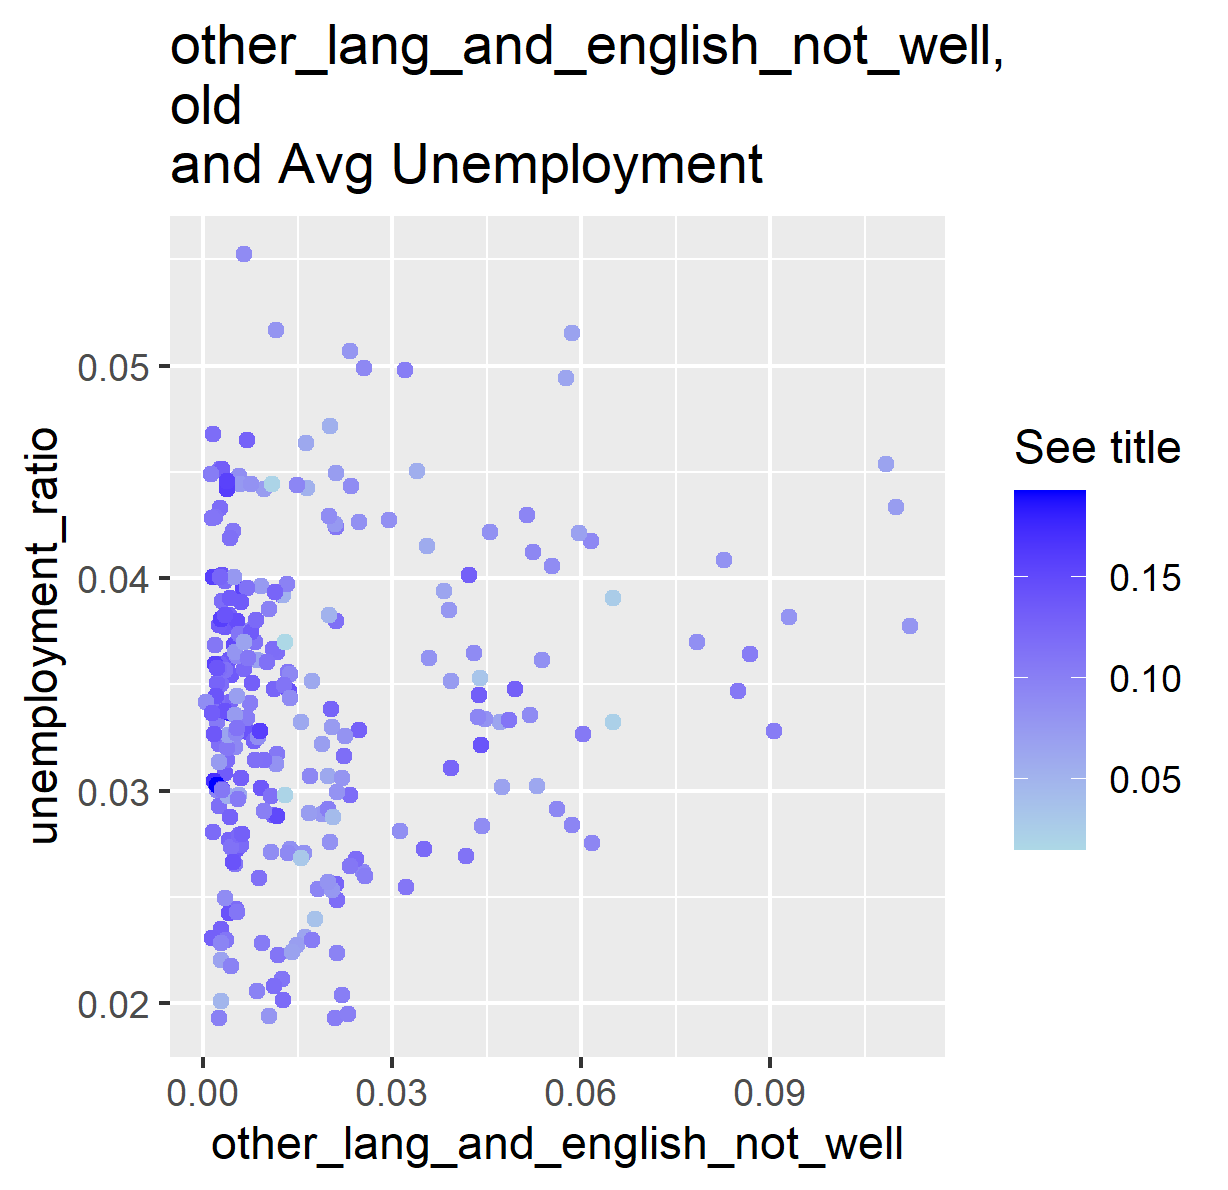 other_lang_and_english_not_well,
old
and Avg Unemployment
unemployment_ratio
0.05
0.04
0.03
0.02
0.00 0.03 0.06 0.09
other_lang_and_english_not_well
See title
0.15
0.10
0.05